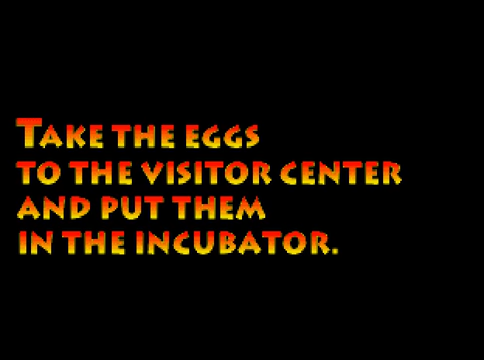 Take the eggs
to the visitor center
and put them
in the incubator.